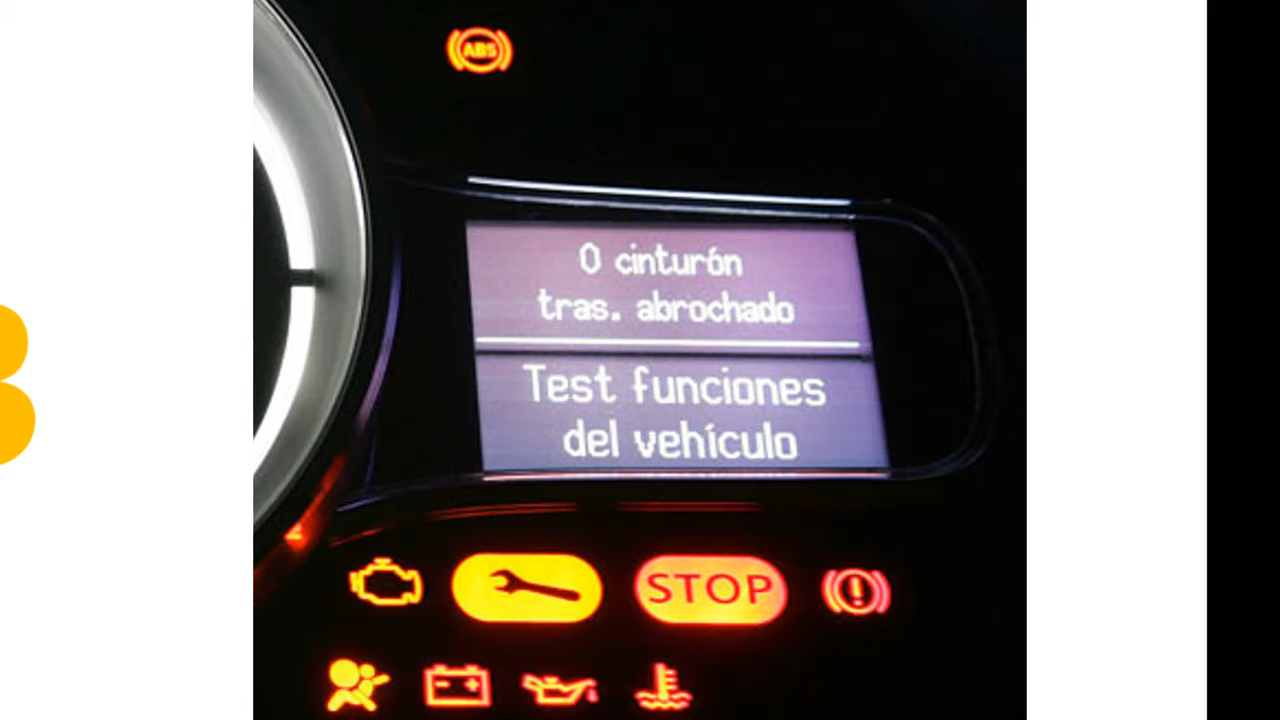 ABS
0 cinturón
tras. abrochado
Test funciones
del vehículo
STOP